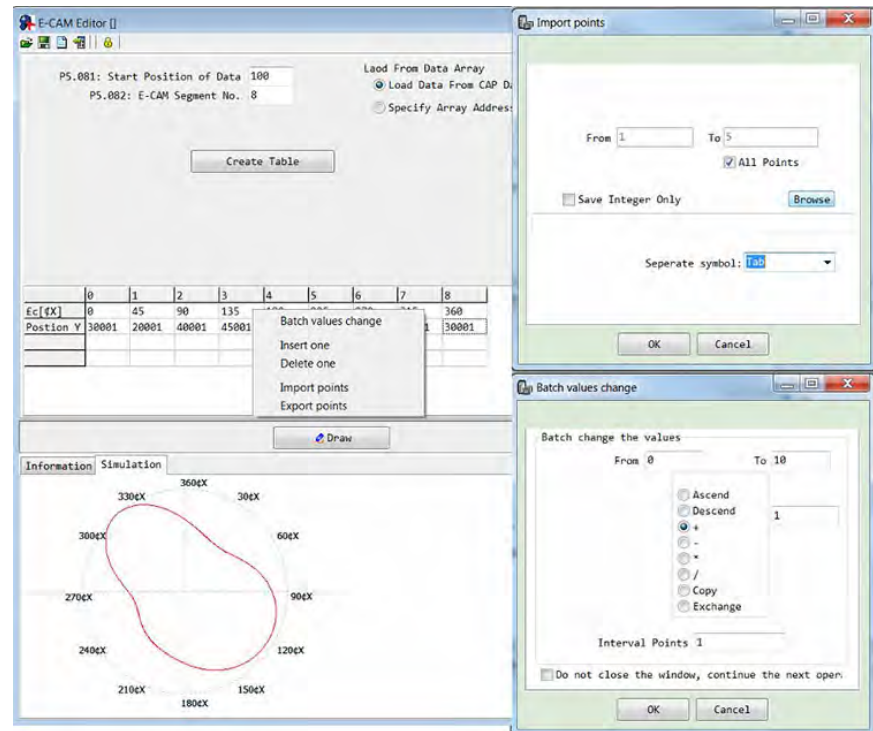 E-CAM Editor []
P5.081: Start Position of Data 100
P5.082: E-CAM Segment No. 8
Laod From Data Array
Load Data From CAP D
Specify Array Addres
Create Table
0 1 2 3 4 5 6 7 8
£c[¢X] 0 45 90 135 360
Postion Y 30001 20001 40001 45001 30001
Batch values change
Insert one
Delete one
Import points
Export points
Draw
Information Simulation
360¢X
330¢X 30¢X
300¢X 60¢X
270¢X 90¢X
240¢X 120¢X
210¢X 150¢X
180¢X
Import points
From 1 To 5
All Points
Save Integer Only Browse
Seperate symbol: Tab
OK Cancel
Batch values change
Batch change the values
From 0 To 10
Ascend
Descend 1
+
-
*
/
Copy
Exchange
Interval Points 1
Do not close the window, continue the next oper
OK Cancel